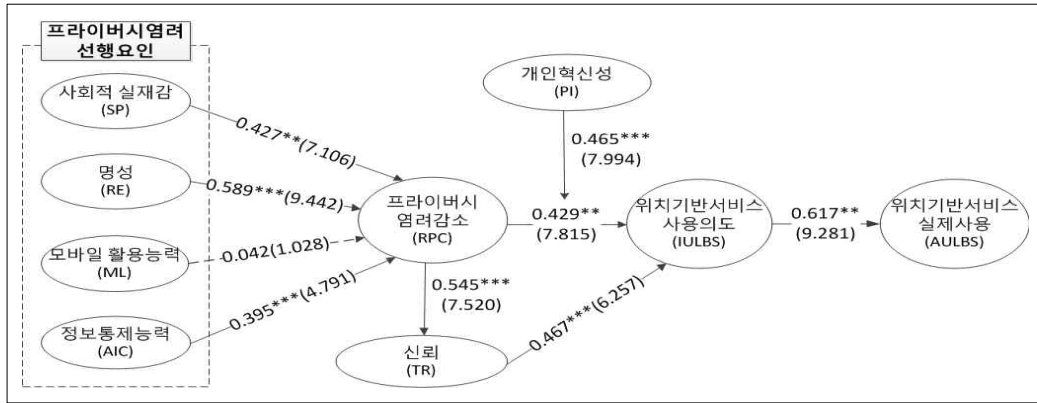 프라이버시염려
선행요인
사회적 실재감
(SP)
명성
(RE)
모바일 활용능력
(ML)
정보통제능력
(AIC)
0.427**(7.106)
0.589***(9.442)
0.042(1.028)
0.395***(4.791)
개인혁신성
(PI)
0.465***
(7.994)
프라이버시
염려감소
(RPC)
0.429**
(7.815)
위치기반서비스
사용의도
(IULBS)
0.617**
(9.281)
위치기반서비스
실제사용
(AULBS)
0.545***
(7.520)
0.467***(6.257)
신뢰
(TR)